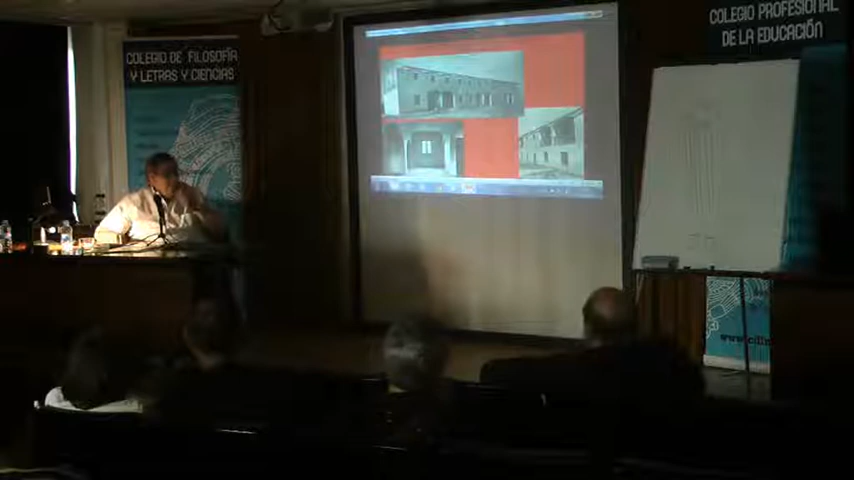 COLEGIO DE FILOSOFÍA
Y LETRAS Y CIENCIAS
COLEGIO PROFESIONAL
DE LA EDUCACIÓN